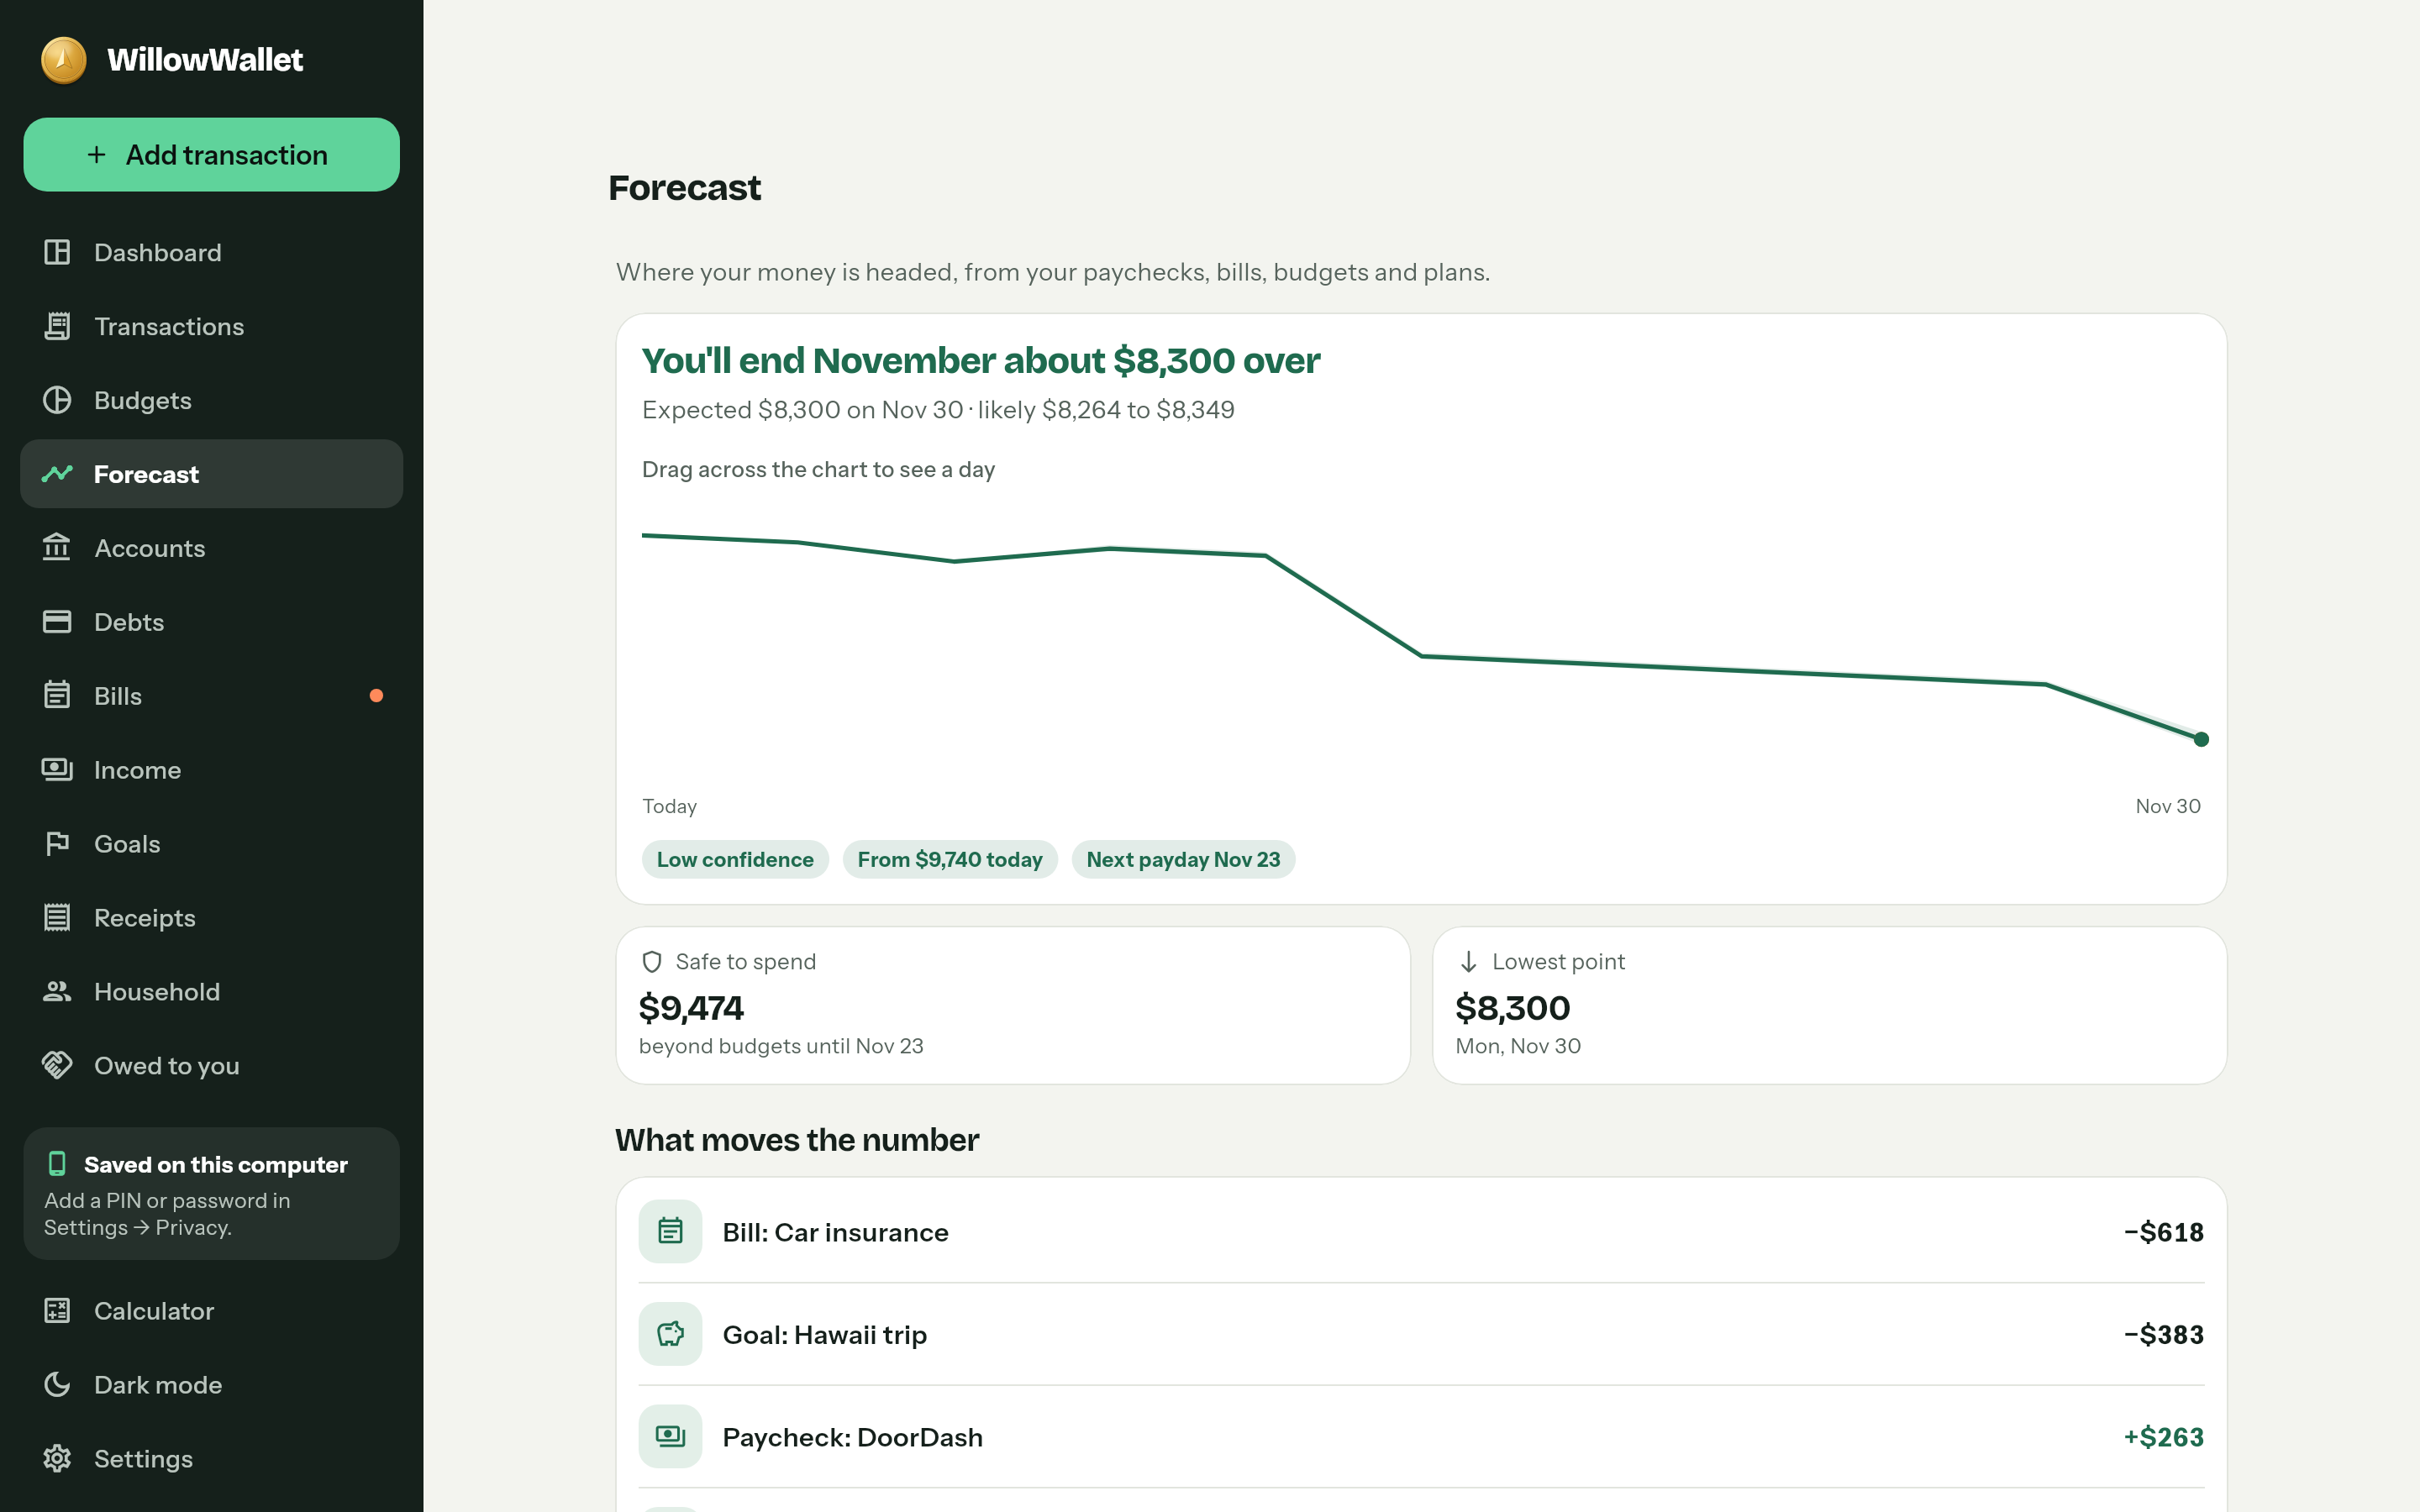 WillowWallet
+ Add transaction
Dashboard
Transactions
Budgets
Forecast
Accounts
Debts
Bills
Income
Goals
Receipts
Household
Owed to you
Saved on this computer
Add a PIN or password in
Settings → Privacy.
Calculator
Dark mode
Settings
Forecast
Where your money is headed, from your paychecks, bills, budgets and plans.
You'll end November about $8,300 over
Expected $8,300 on Nov 30 · likely $8,264 to $8,349
Drag across the chart to see a day
Today
Nov 30
Low confidence
From $9,740 today
Next payday Nov 23
Safe to spend
$9,474
beyond budgets until Nov 23
Lowest point
$8,300
Mon, Nov 30
What moves the number
Bill: Car insurance
−$618
Goal: Hawaii trip
−$383
Paycheck: DoorDash
+$263